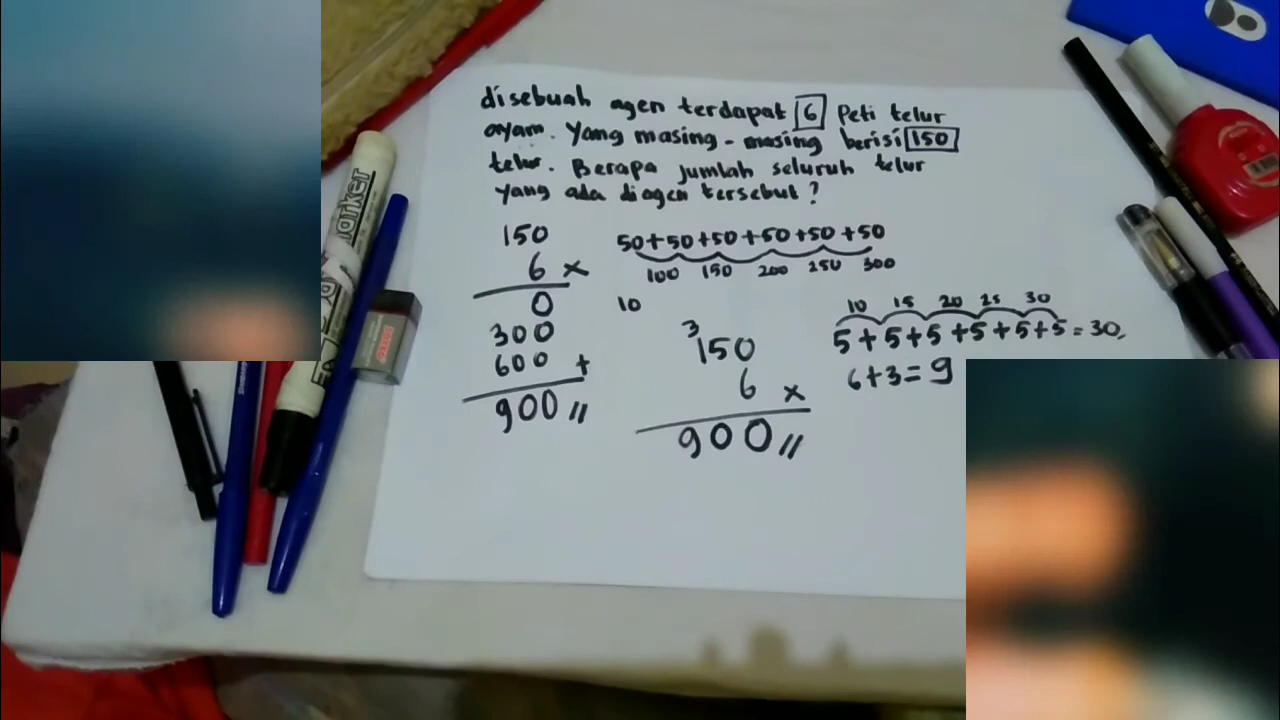 disebuah agen terdapat 6 Peti telur
ayam. Yang masing - masing berisi 150
telur. Berapa jumlah seluruh telur
yang ada diagen tersebut?
150
6 ×
0
300
600 +
900 //
50+50+50+50+50+50
100 150 200 250 300
10
3
150
6 ×
900 //
10 15 20 25 30
5+5+5+5+5+5=30,
6+3=9
arker